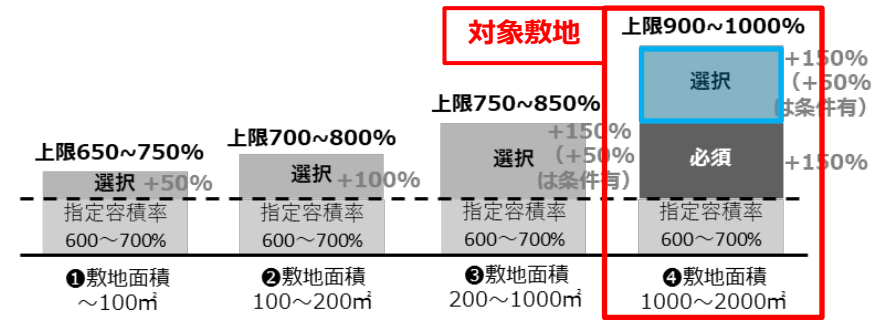 対象敷地
上限650~750%
選択 +50%
指定容積率
600～700%
❶敷地面積
～100㎡
上限700~800%
選択 +100%
指定容積率
600～700%
❷敷地面積
100～200㎡
上限750~850%
選択
+150%
（+50%
は条件有）
指定容積率
600～700%
❸敷地面積
200～1000㎡
上限900~1000%
選択
+150%
（+50%
は条件有）
必須
+150%
指定容積率
600～700%
❹敷地面積
1000～2000㎡